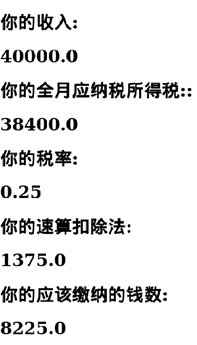 你的收入:
40000.0
你的全月应纳税所得税::
38400.0
你的税率:
0.25
你的速算扣除法:
1375.0
你的应该缴纳的钱数:
8225.0